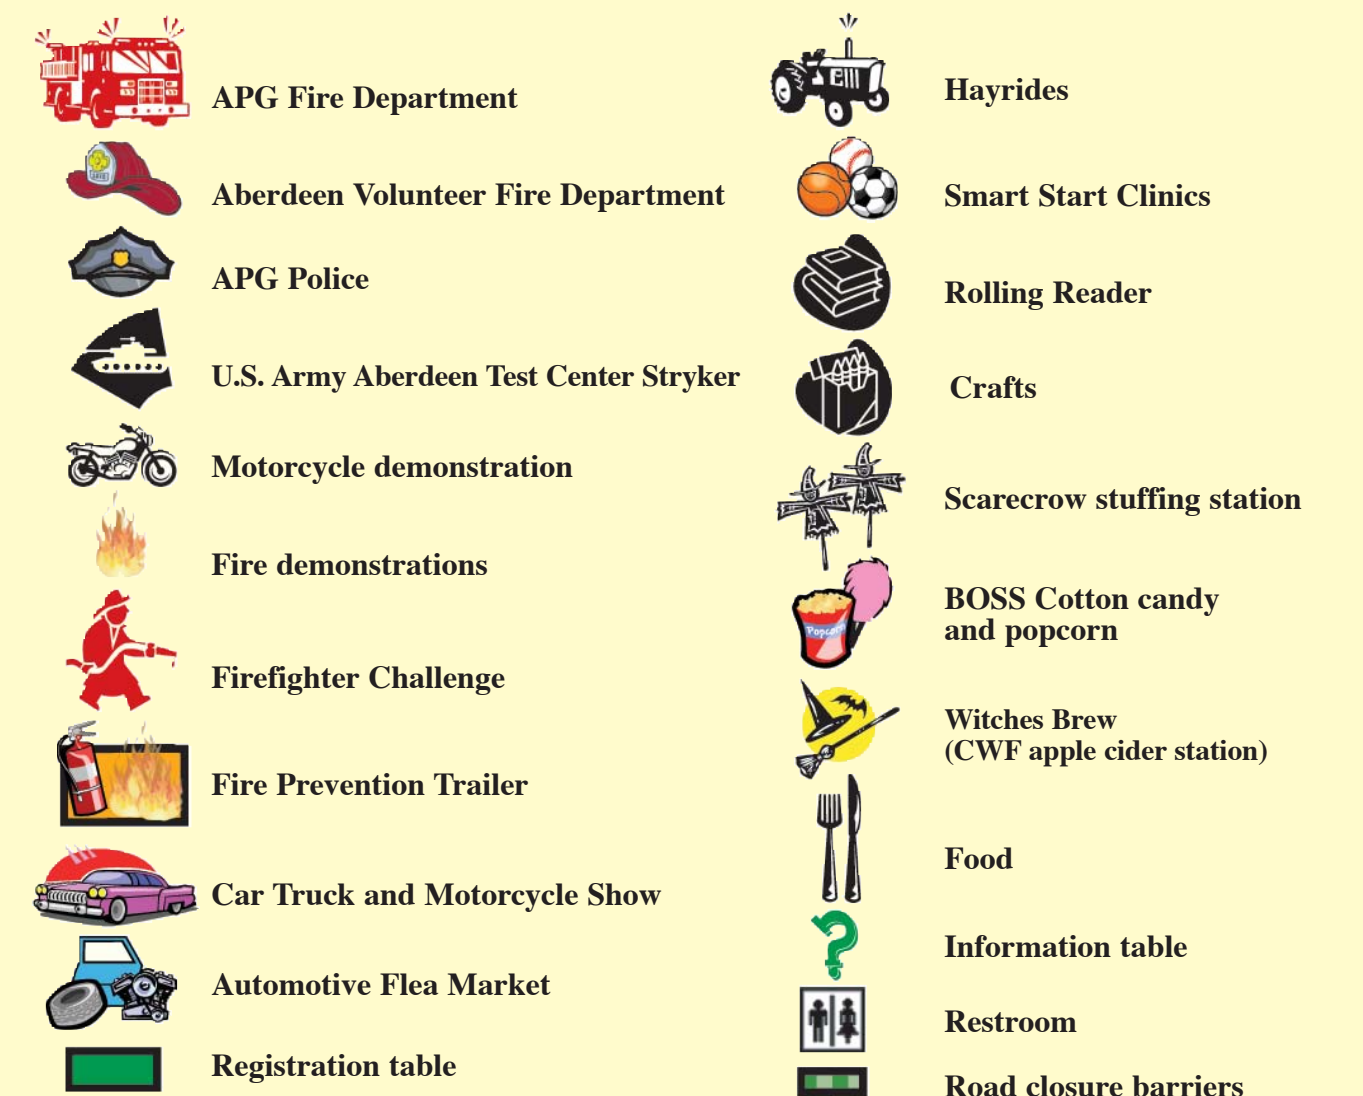 APG Fire Department
Aberdeen Volunteer Fire Department
APG Police
U.S. Army Aberdeen Test Center Stryker
Motorcycle demonstration
Fire demonstrations
Firefighter Challenge
Fire Prevention Trailer
Car Truck and Motorcycle Show
Automotive Flea Market
Registration table
Hayrides
Smart Start Clinics
Rolling Reader
Crafts
Scarecrow stuffing station
Popcorn
BOSS Cotton candy
and popcorn
Witches Brew
(CWF apple cider station)
Food
Information table
Restroom
Road closure barriers